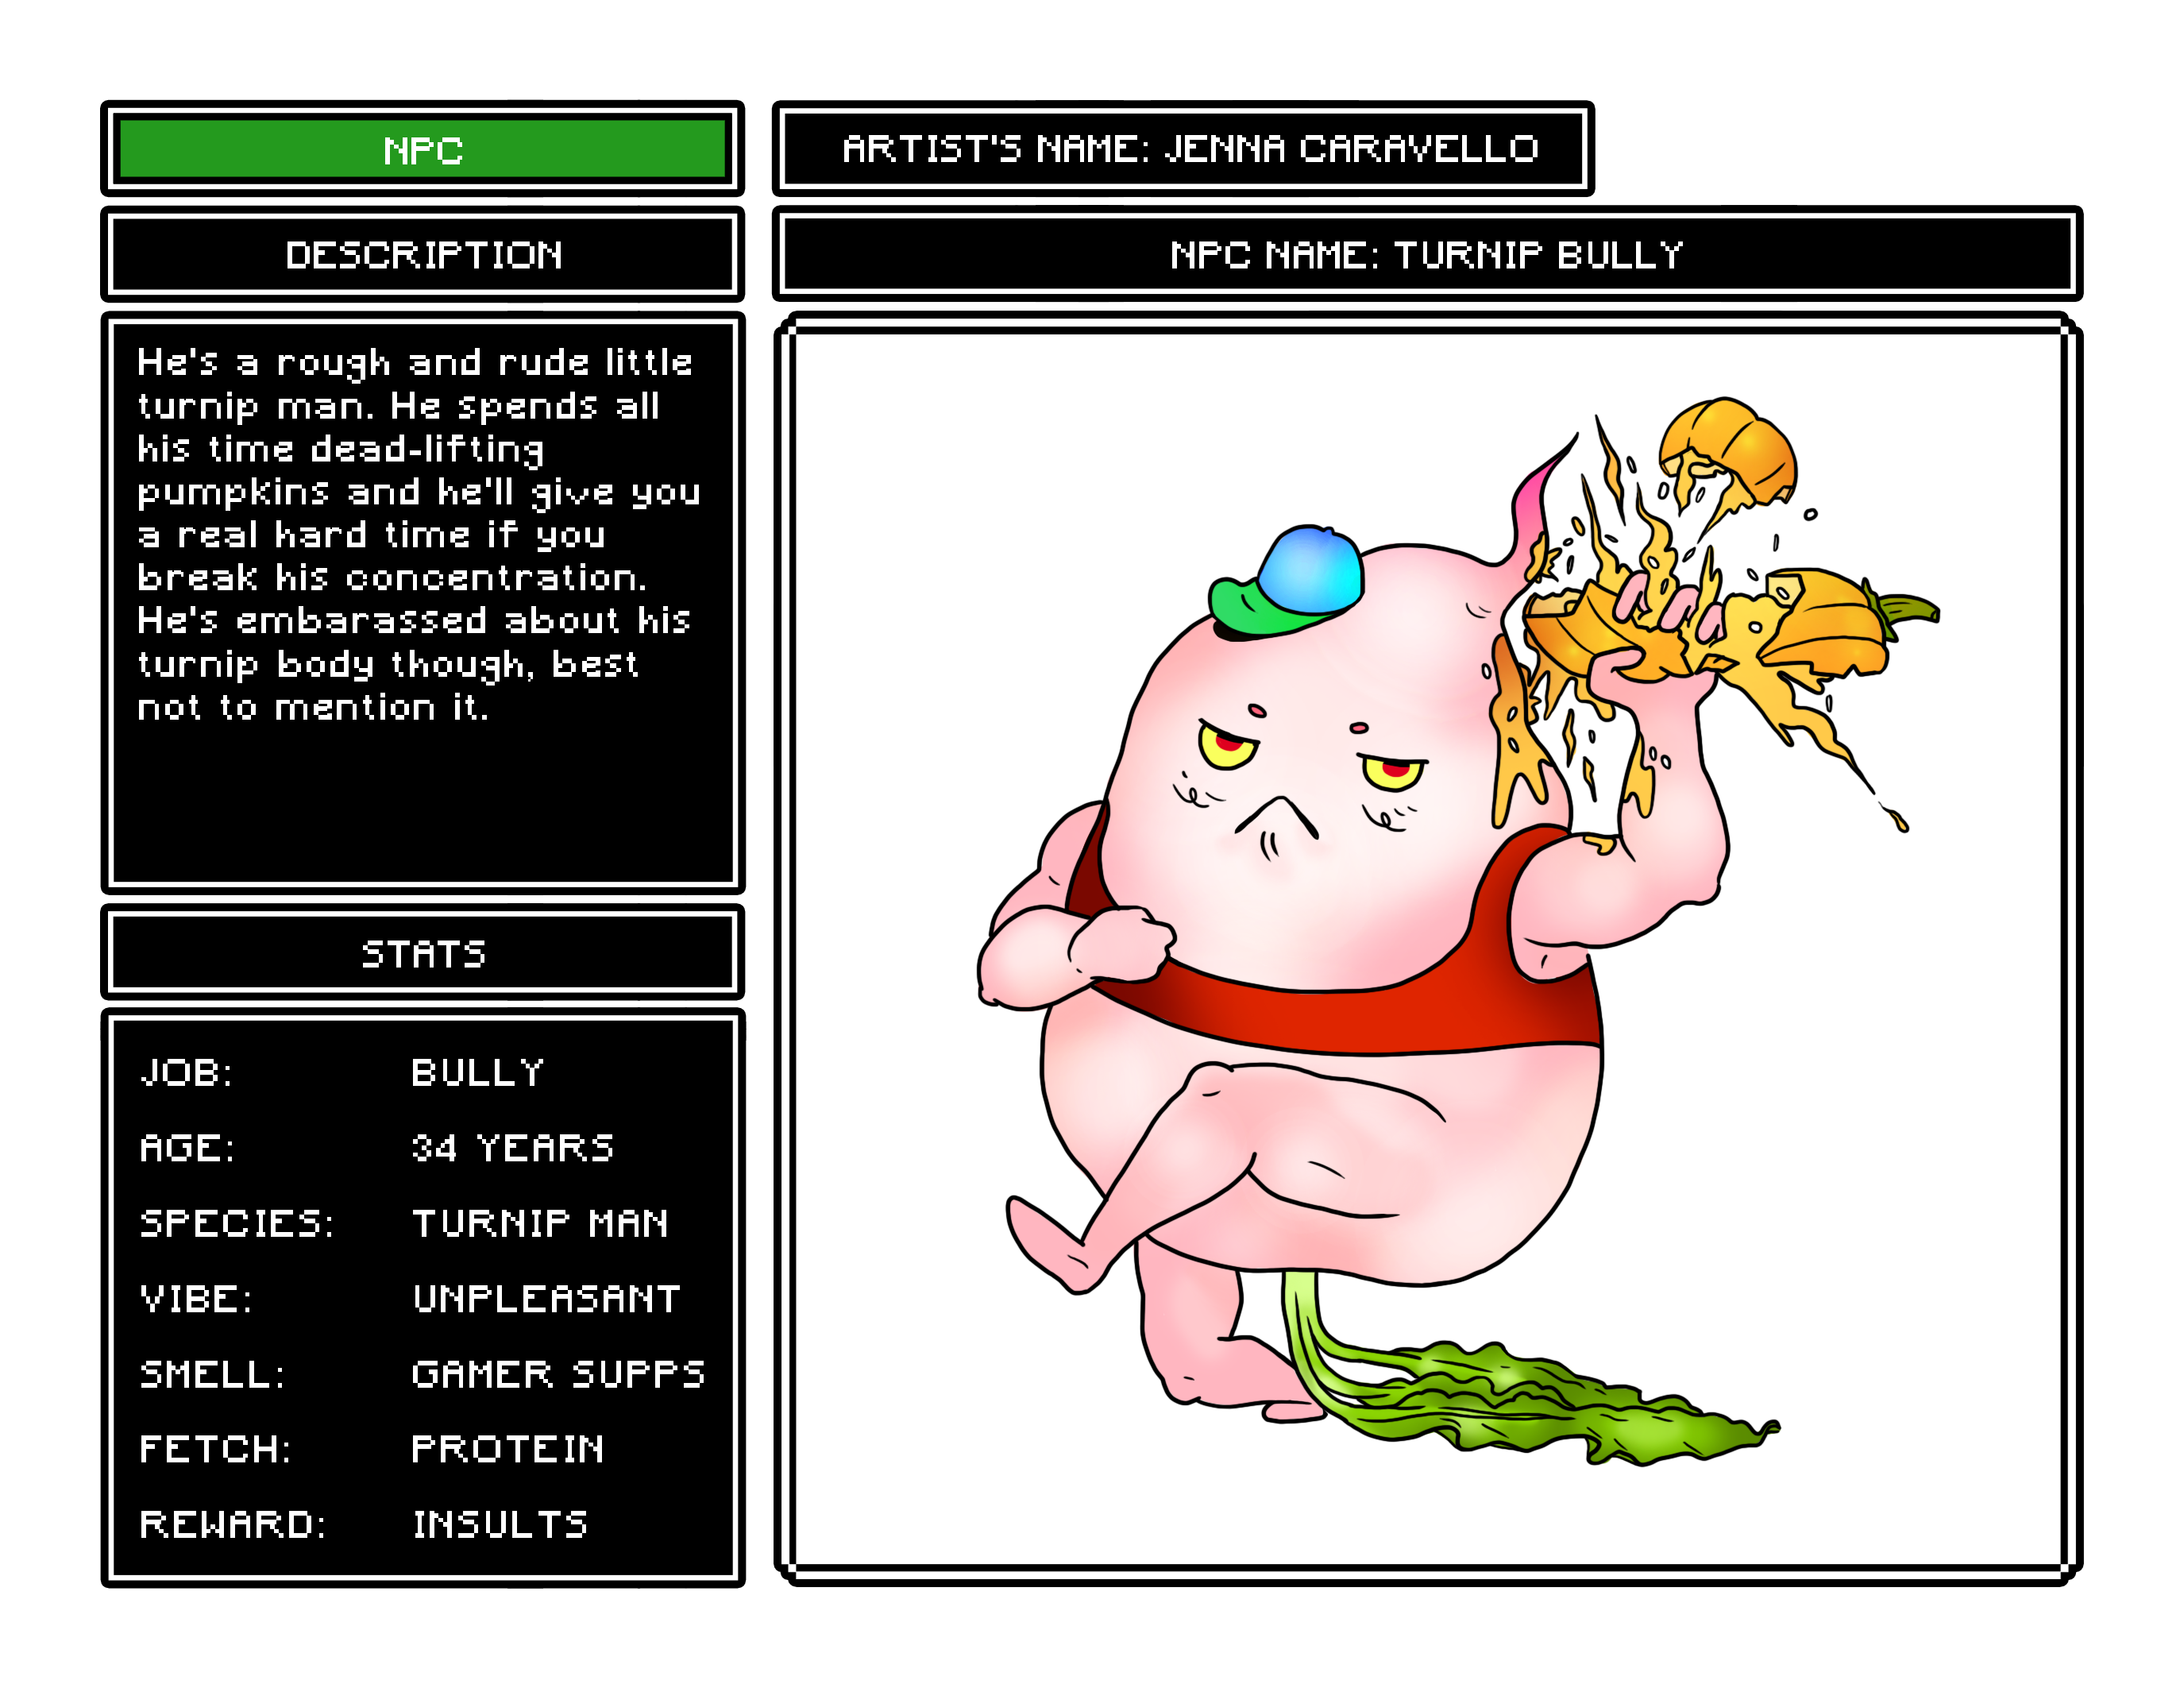 NPC
DESCRIPTION
He's a rough and rude little
turnip man. He spends all
his time dead-lifting
pumpkins and he'll give you
a real hard time if you
break his concentration.
He's embarassed about his
turnip body though, best
not to mention it.
STATS
JOB: BULLY
AGE: 34 YEARS
SPECIES: TURNIP MAN
VIBE: UNPLEASANT
SMELL: GAMER SUPPS
FETCH: PROTEIN
REWARD: INSULTS
ARTIST'S NAME: JENNA CARAVELLO
NPC NAME: TURNIP BULLY